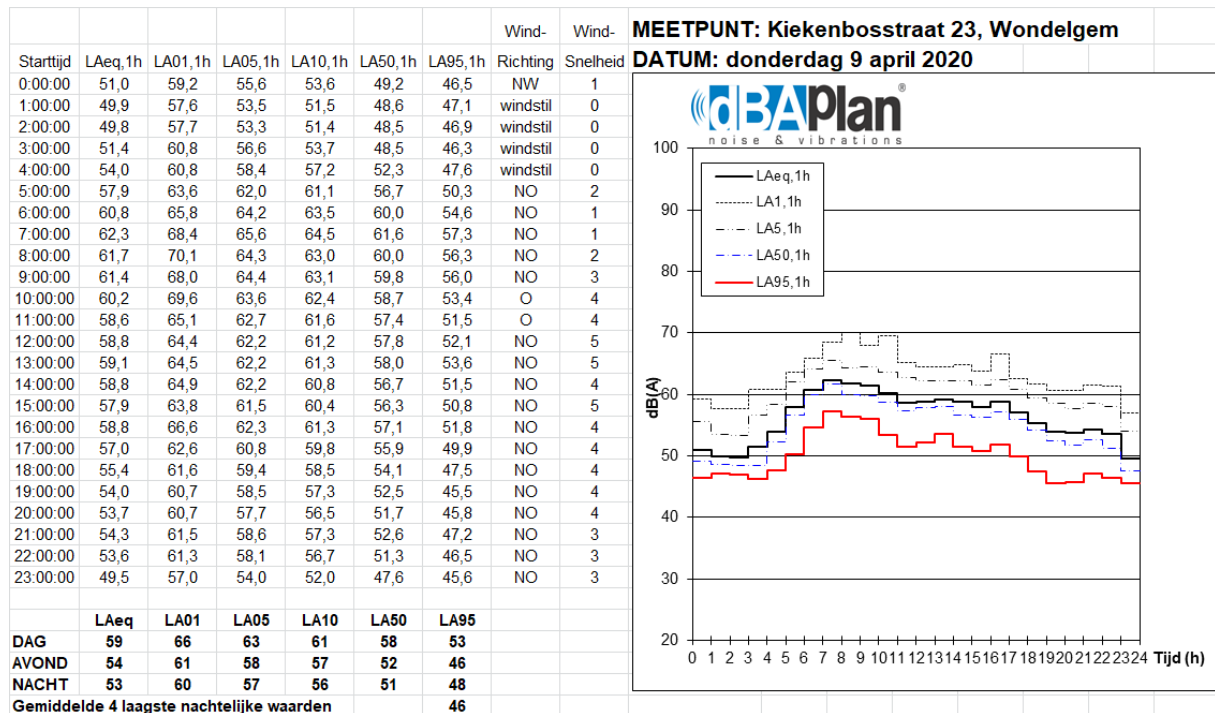 Wind- Wind- MEETPUNT: Kiekenbosstraat 23, Wondelgem
Starttijd LAeq,1h LA01,1h LA05,1h LA10,1h LA50,1h LA95,1h Richting Snelheid DATUM: donderdag 9 april 2020
0:00:00 51,0 59,2 55,6 53,6 49,2 46,5 NW 1
1:00:00 49,9 57,6 53,5 51,5 48,6 47,1 windstil 0
2:00:00 49,8 57,7 53,3 51,4 48,5 46,9 windstil 0
3:00:00 51,4 60,8 56,6 53,7 48,5 46,3 windstil 0
4:00:00 54,0 60,8 58,4 57,2 52,3 47,6 windstil 0
5:00:00 57,9 63,6 62,0 61,1 56,7 50,3 NO 2
6:00:00 60,8 65,8 64,2 63,5 60,0 54,6 NO 1
7:00:00 62,3 68,4 65,6 64,5 61,6 57,3 NO 1
8:00:00 61,7 70,1 64,3 63,0 60,0 56,3 NO 2
9:00:00 61,4 68,0 64,4 63,1 59,8 56,0 NO 3
10:00:00 60,2 69,6 63,6 62,4 58,7 53,4 O 4
11:00:00 58,6 65,1 62,7 61,6 57,4 51,5 O 4
12:00:00 58,8 64,4 62,2 61,2 57,8 52,1 NO 5
13:00:00 59,1 64,5 62,2 61,3 58,0 53,6 NO 5
14:00:00 58,8 64,9 62,2 60,8 56,7 51,5 NO 4
15:00:00 57,9 63,8 61,5 60,4 56,3 50,8 NO 5
16:00:00 58,8 66,6 62,3 61,3 57,1 51,8 NO 4
17:00:00 57,0 62,6 60,8 59,8 55,9 49,9 NO 4
18:00:00 55,4 61,6 59,4 58,5 54,1 47,5 NO 4
19:00:00 54,0 60,7 58,5 57,3 52,5 45,5 NO 4
20:00:00 53,7 60,7 57,7 56,5 51,7 45,8 NO 4
21:00:00 54,3 61,5 58,6 57,3 52,6 47,2 NO 3
22:00:00 53,6 61,3 58,1 56,7 51,3 46,5 NO 3
23:00:00 49,5 57,0 54,0 52,0 47,6 45,6 NO 3
LAeq LA01 LA05 LA10 LA50 LA95
DAG 59 66 63 61 58 53
AVOND 54 61 58 57 52 46
NACHT 53 60 57 56 51 48
Gemiddelde 4 laagste nachtelijke waarden 46
dBAPlan®
noise & vibrations
100
90
80
70
60
50
40
30
20
dB(A)
LAeq,1h
LA1,1h
LA5,1h
LA50,1h
LA95,1h
0 1 2 3 4 5 6 7 8 9 10 11 12 13 14 15 16 17 18 19 20 21 22 23 24 Tijd (h)